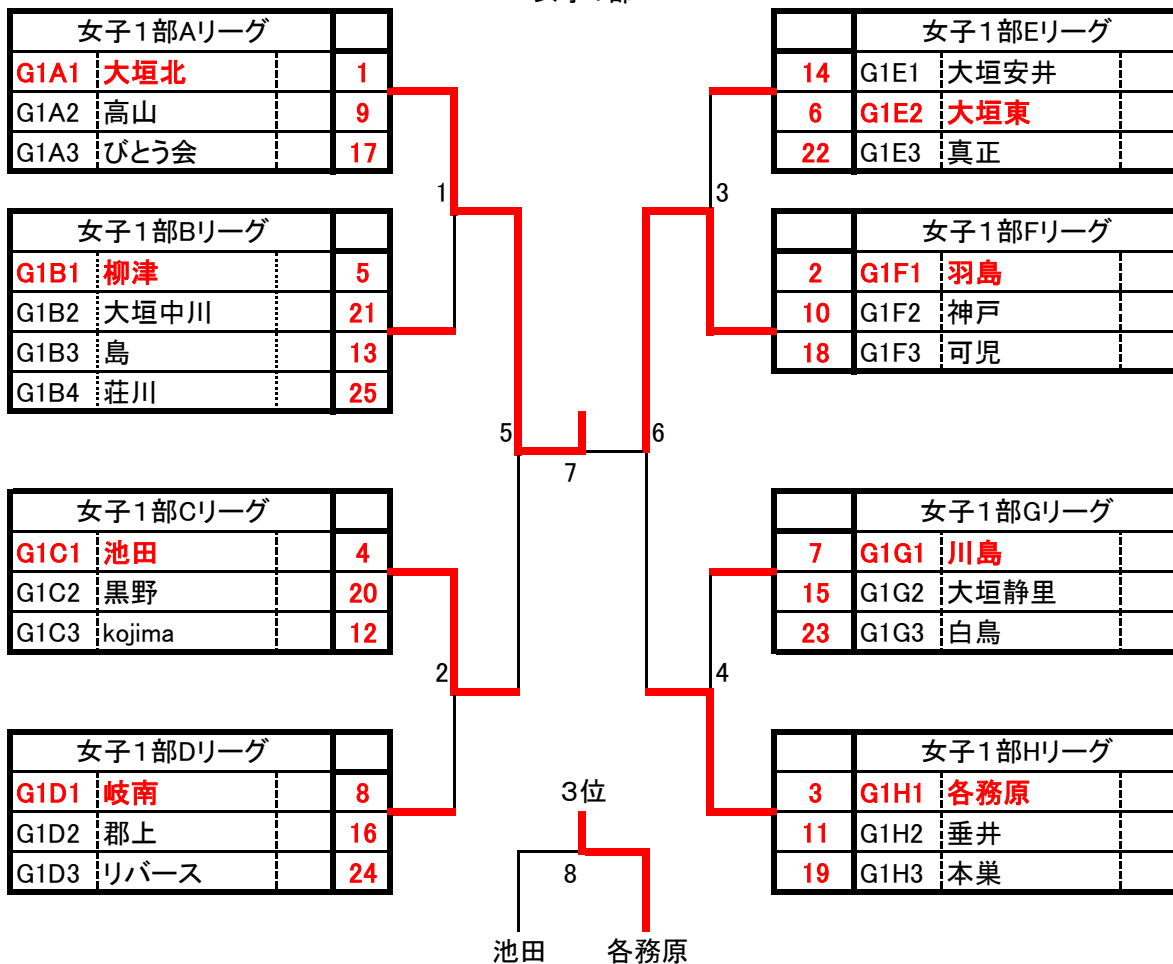 女子1部Aリーグ
G1A1 大垣北 1
G1A2 高山 9
G1A3 びとう会 17
女子1部Bリーグ
G1B1 柳津 5
G1B2 大垣中川 21
G1B3 島 13
G1B4 荘川 25
女子1部Cリーグ
G1C1 池田 4
G1C2 黒野 20
G1C3 kojima 12
女子1部Dリーグ
G1D1 岐南 8
G1D2 郡上 16
G1D3 リバース 24
1
2
5
7
6
3
4
3位
8
池田 各務原
女子1部Eリーグ
14 G1E1 大垣安井
6 G1E2 大垣東
22 G1E3 真正
女子1部Fリーグ
2 G1F1 羽島
10 G1F2 神戸
18 G1F3 可児
女子1部Gリーグ
7 G1G1 川島
15 G1G2 大垣静里
23 G1G3 白鳥
女子1部Hリーグ
3 G1H1 各務原
11 G1H2 垂井
19 G1H3 本巣